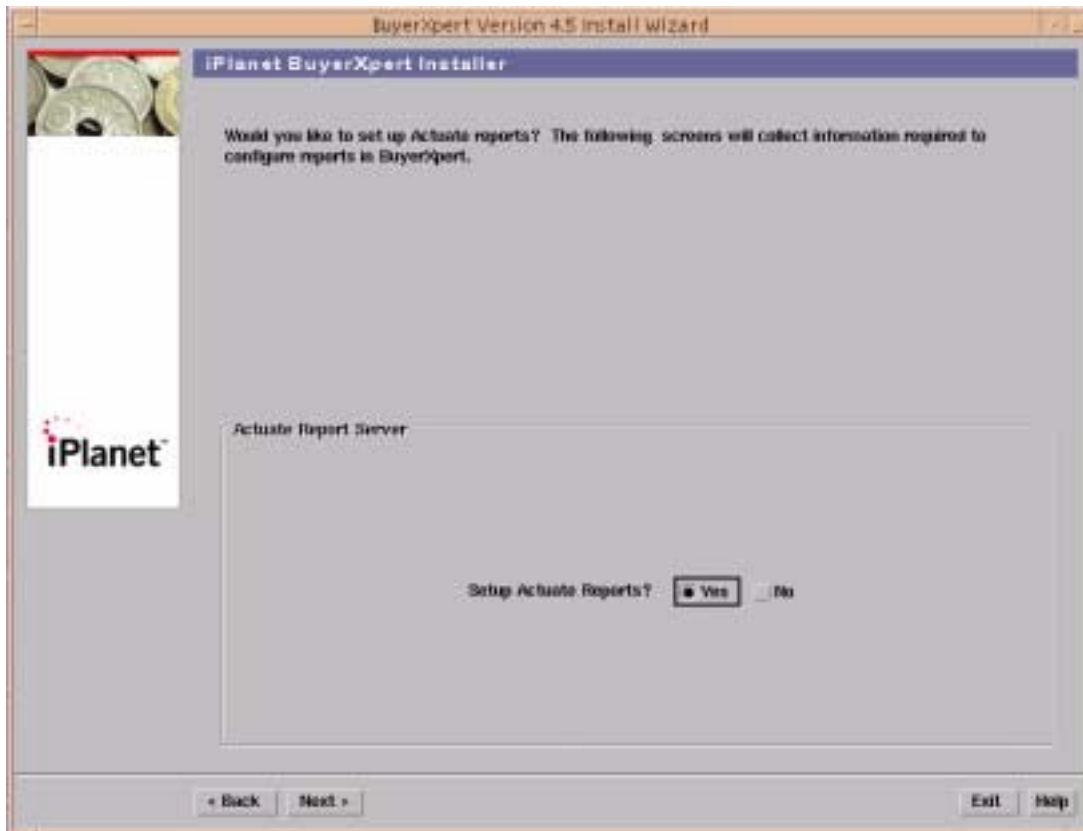 BuyerXpert Version 4.5 Install Wizard
iPlanet BuyerXpert Installer
Would you like to set up Actuate reports? The following screens will collect information required to
configure reports in BuyerXpert.
iPlanet
Actuate Report Server
Setup Actuate Reports? Yes No
< Back Next > Exit Help